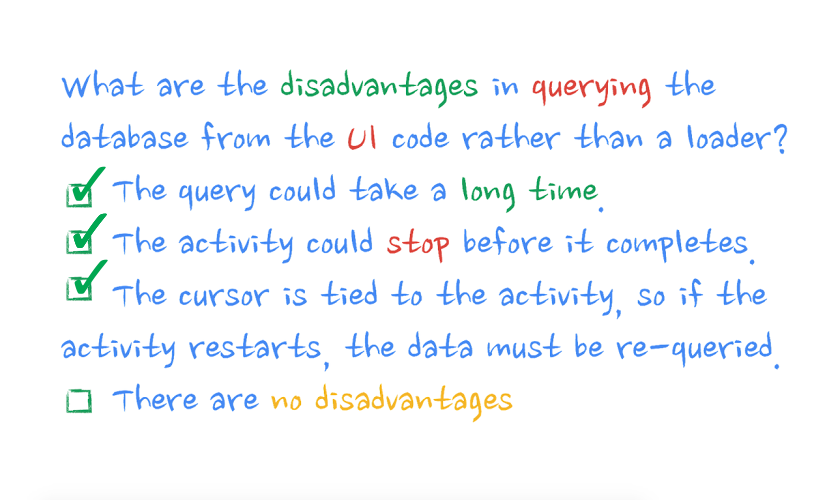 What are the disadvantages in querying the
database from the UI code rather than a loader?
The query could take a long time.
The activity could stop before it completes.
The cursor is tied to the activity, so if the
activity restarts, the data must be re-queried.
There are no disadvantages